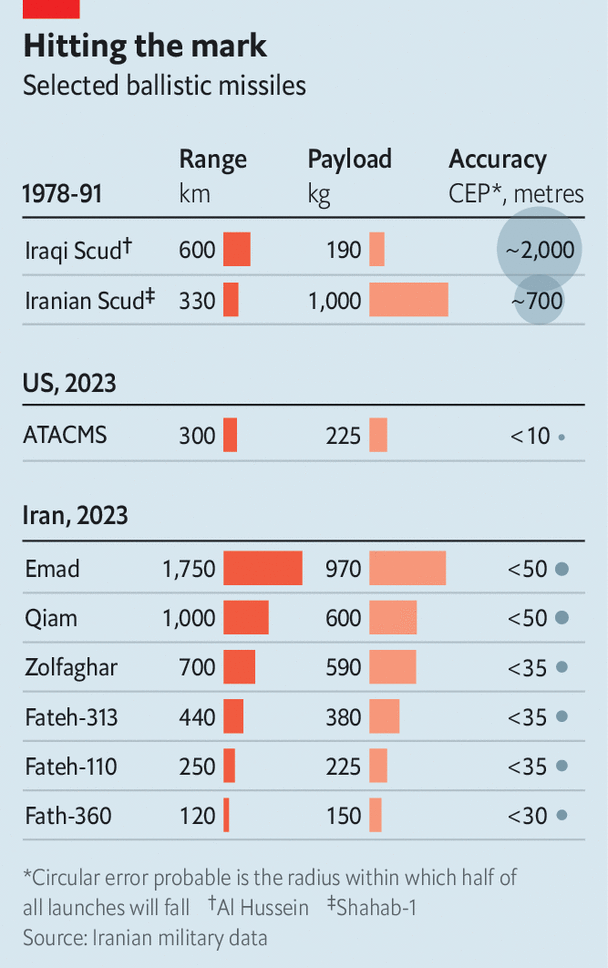 Hitting the mark
Selected ballistic missiles
Range Payload Accuracy
1978-91 km kg CEP*, metres
Iraqi Scud† 600 190 ~2,000
Iranian Scud‡ 330 1,000 ~700
US, 2023
ATACMS 300 225 <10
Iran, 2023
Emad 1,750 970 <50
Qiam 1,000 600 <50
Zolfaghar 700 590 <35
Fateh-313 440 380 <35
Fateh-110 250 225 <35
Fath-360 120 150 <30
*Circular error probable is the radius within which half of
all launches will fall †Al Hussein ‡Shahab-1
Source: Iranian military data